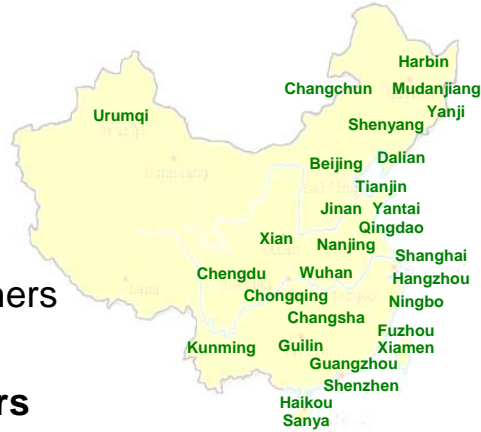 Harbin
Changchun Mudanjiang
Urumqi
Yanji
Shenyang
Beijing Dalian
Tianjin
Jinan Yantai
Qingdao
Xian
Nanjing
Shanghai
Chengdu Wuhan
Hangzhou
ners
Chongqing
Ningbo
Changsha
Fuzhou
Kunming Guilin Xiamen
Guangzhou
Shenzhen
rs
Haikou
Sanya